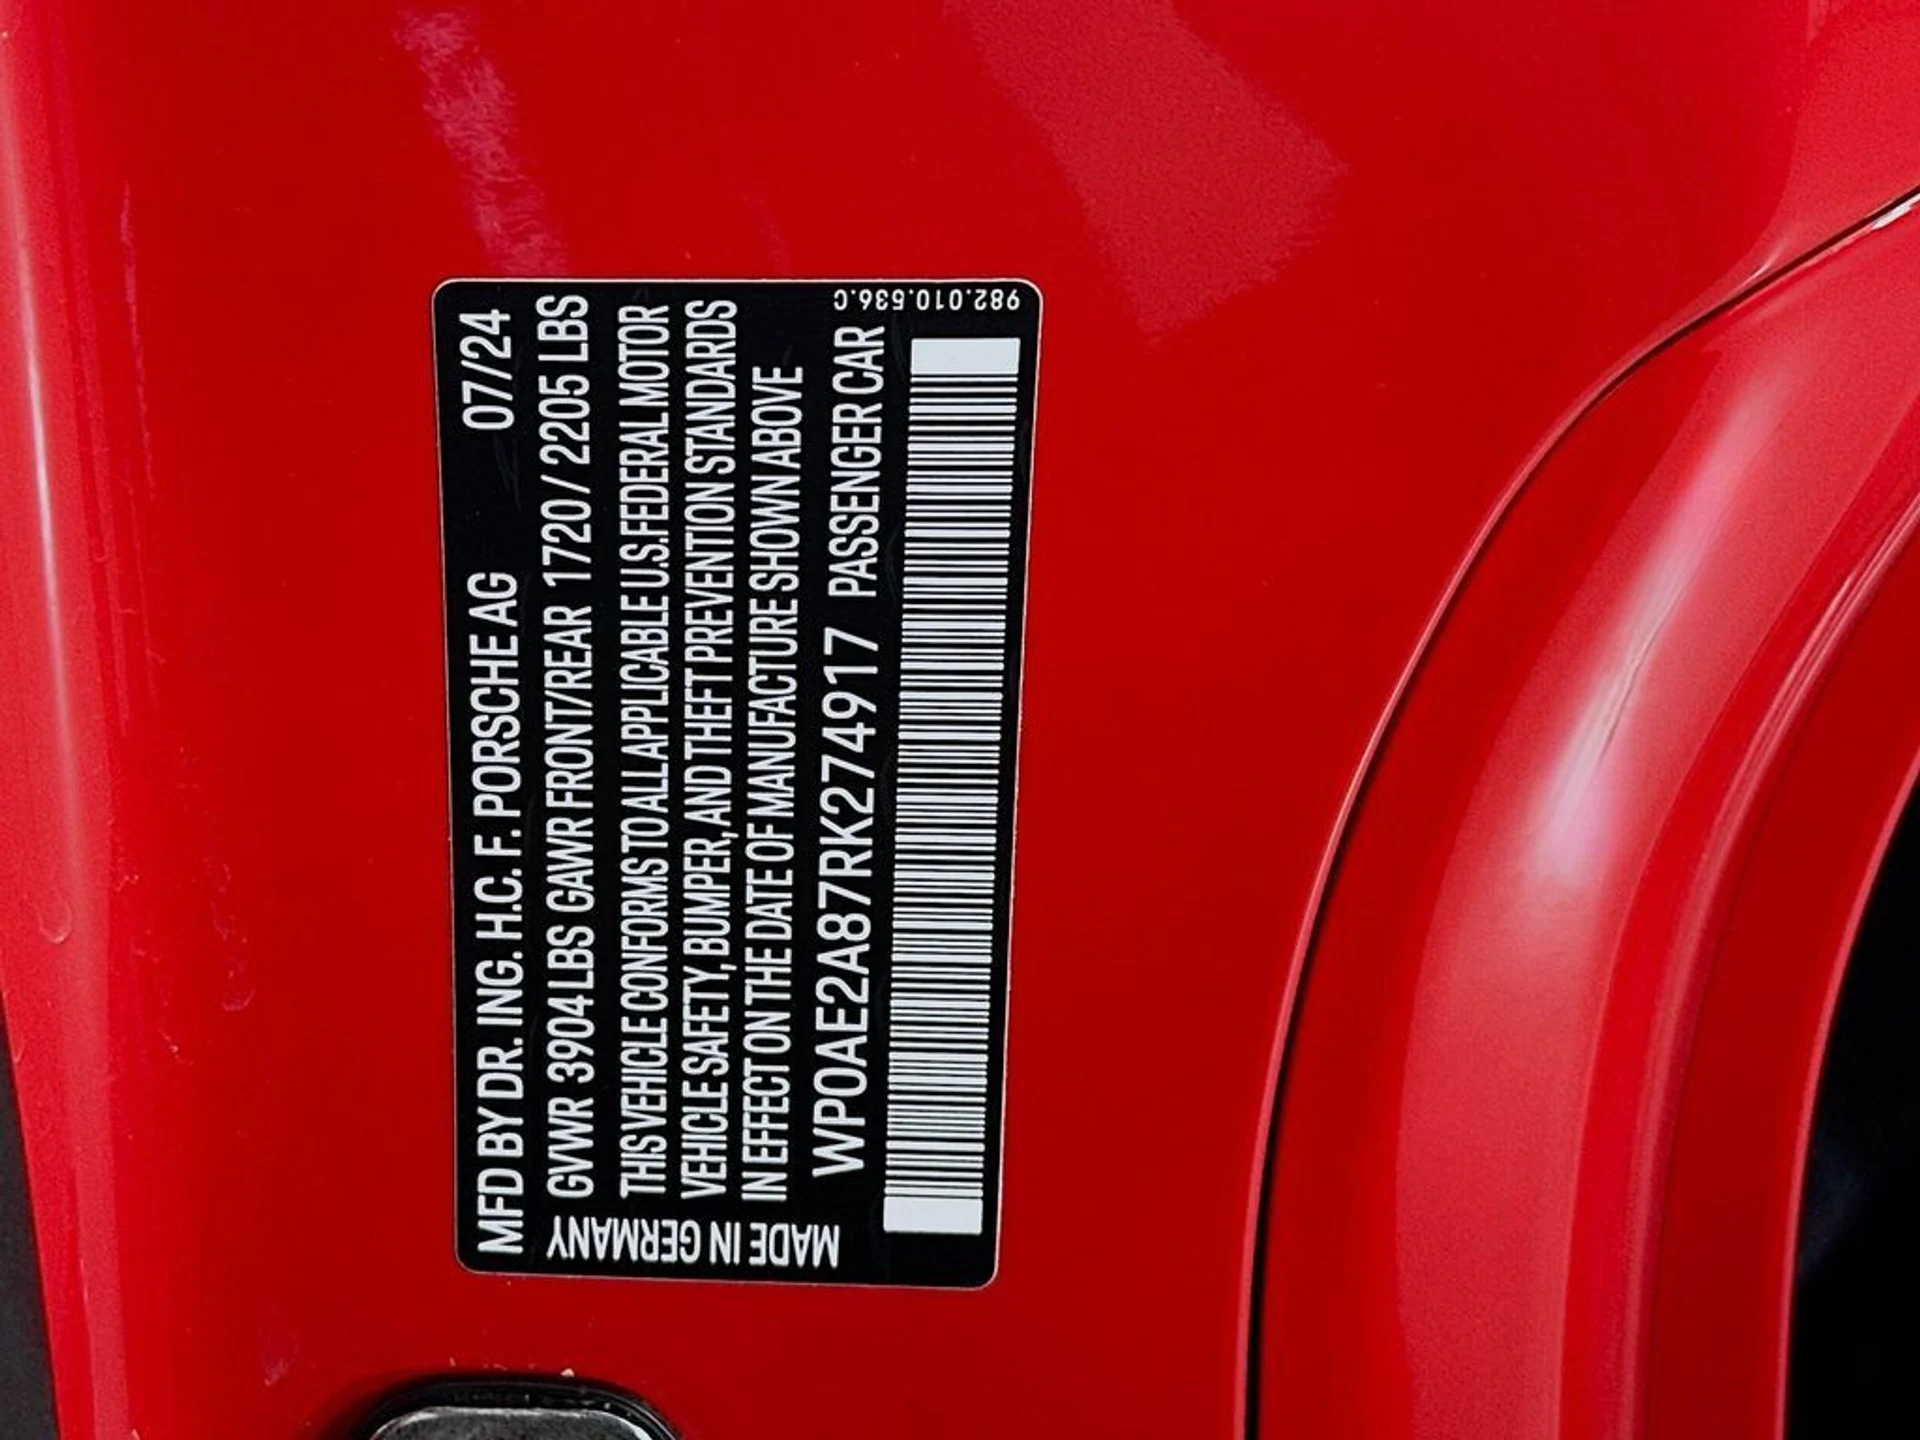 MFD BY DR. ING. H.C. F. PORSCHE AG 07/24
GVWR 3904 LBS GAWR FRONT/REAR 1720 / 2205 LBS
THIS VEHICLE CONFORMS TO ALL APPLICABLE U.S. FEDERAL MOTOR
VEHICLE SAFETY, BUMPER, AND THEFT PREVENTION STANDARDS
IN EFFECT ON THE DATE OF MANUFACTURE SHOWN ABOVE
WP0AE2A87RK274917 PASSENGER CAR
MADE IN GERMANY
982.010.536.C